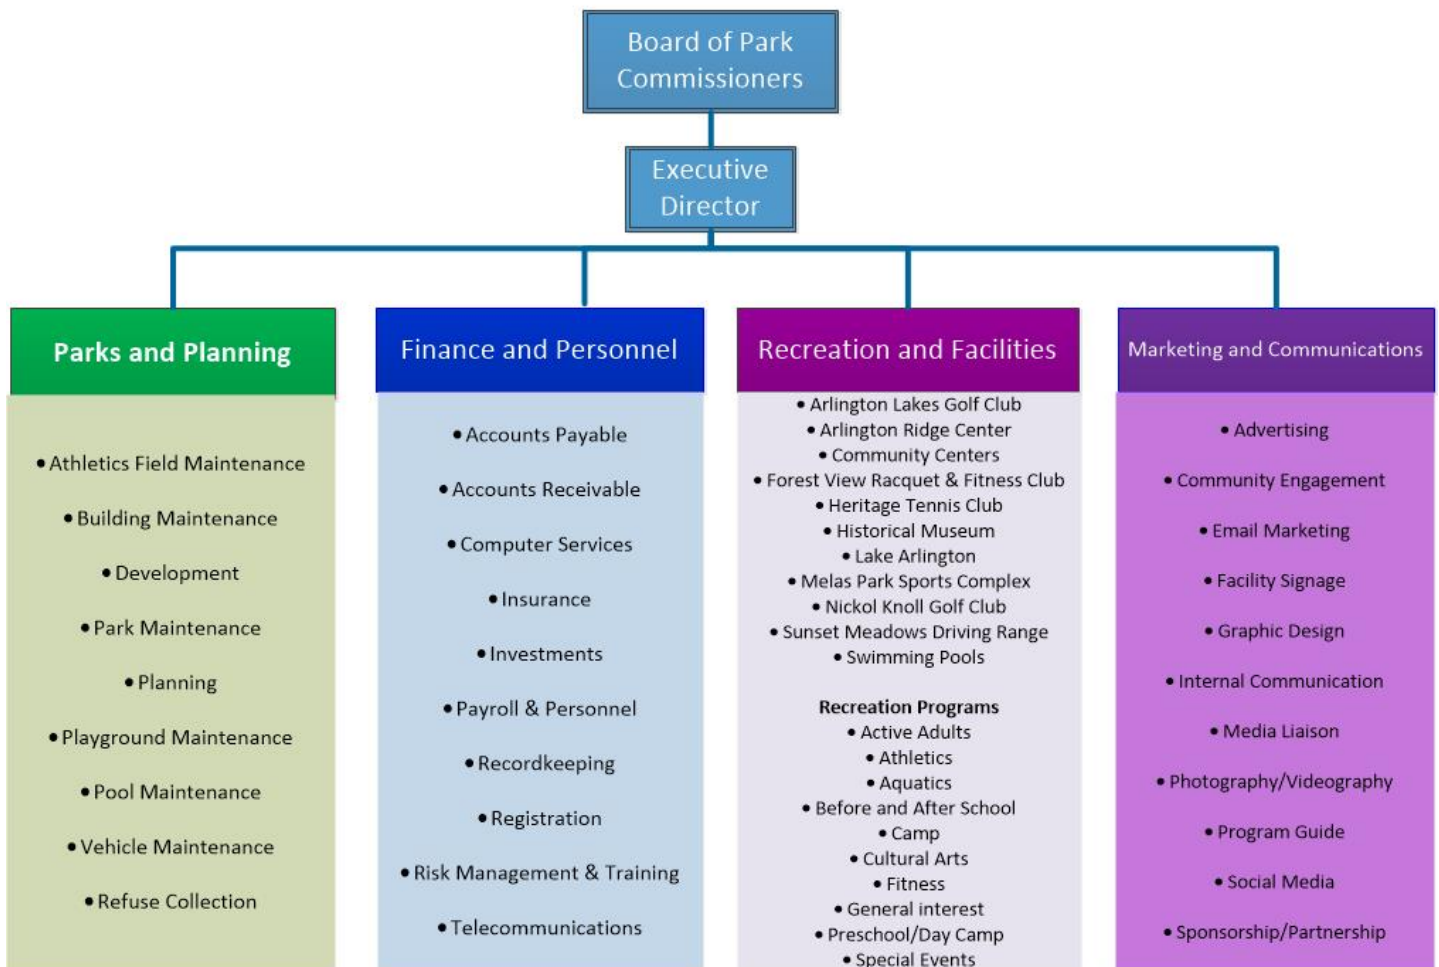 Board of Park
Commissioners
Executive
Director
Parks and Planning
• Athletics Field Maintenance
• Building Maintenance
• Development
• Park Maintenance
• Planning
• Playground Maintenance
• Pool Maintenance
• Vehicle Maintenance
• Refuse Collection
Finance and Personnel
• Accounts Payable
• Accounts Receivable
• Computer Services
• Insurance
• Investments
• Payroll & Personnel
• Recordkeeping
• Registration
• Risk Management & Training
• Telecommunications
Recreation and Facilities
• Arlington Lakes Golf Club
• Arlington Ridge Center
• Community Centers
• Forest View Racquet & Fitness Club
• Heritage Tennis Club
• Historical Museum
• Lake Arlington
• Melas Park Sports Complex
• Nickol Knoll Golf Club
• Sunset Meadows Driving Range
• Swimming Pools
Recreation Programs
• Active Adults
• Athletics
• Aquatics
• Before and After School
• Camp
• Cultural Arts
• Fitness
• General interest
• Preschool/Day Camp
• Special Events
Marketing and Communications
• Advertising
• Community Engagement
• Email Marketing
• Facility Signage
• Graphic Design
• Internal Communication
• Media Liaison
• Photography/Videography
• Program Guide
• Social Media
• Sponsorship/Partnership